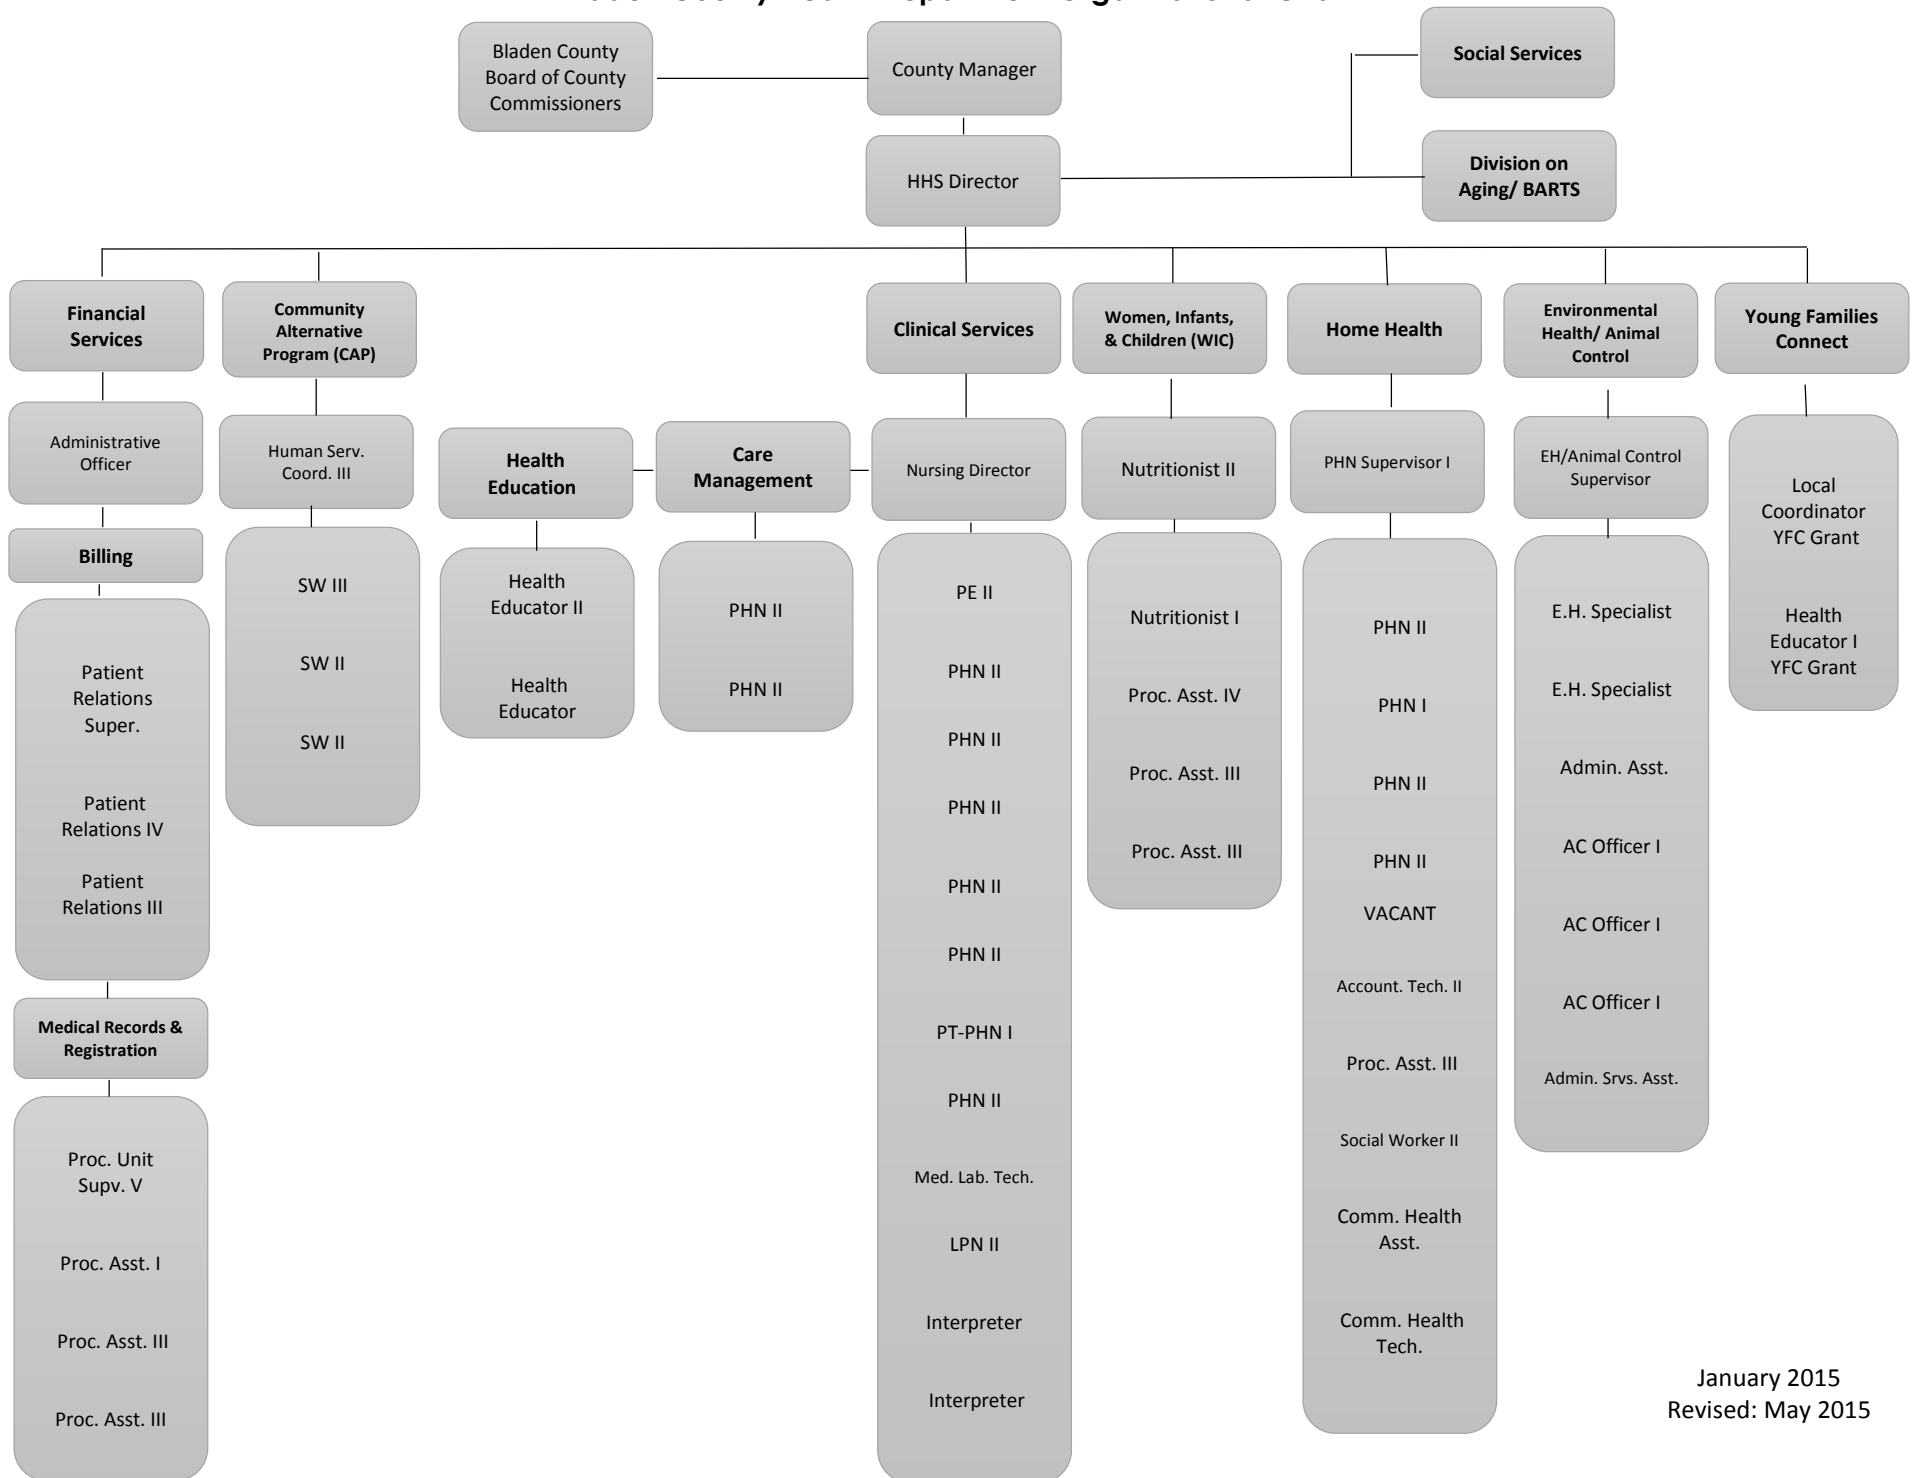 Bladen County
Board of County
Commissioners
County Manager
Social Services
HHS Director
Division on
Aging/ BARTS
Financial
Services
Community
Alternative
Program (CAP)
Clinical Services
Women, Infants,
& Children (WIC)
Home Health
Environmental
Health/ Animal
Control
Young Families
Connect
Administrative
Officer
Human Serv.
Coord. III
Health
Education
Care
Management
Nursing Director
Nutritionist II
PHN Supervisor I
EH/Animal Control
Supervisor
Local
Coordinator
YFC Grant
Health
Educator I
YFC Grant
Billing
Patient
Relations
Super.
Patient
Relations IV
Patient
Relations III
Medical Records &
Registration
Proc. Unit
Supv. V
Proc. Asst. I
Proc. Asst. III
Proc. Asst. III
SW III
SW II
SW II
Health
Educator II
Health
Educator
PHN II
PHN II
PE II
PHN II
PHN II
PHN II
PHN II
PHN II
PT-PHN I
PHN II
Med. Lab. Tech.
LPN II
Interpreter
Interpreter
Nutritionist I
Proc. Asst. IV
Proc. Asst. III
Proc. Asst. III
PHN II
PHN I
PHN II
PHN II
VACANT
Account. Tech. II
Proc. Asst. III
Social Worker II
Comm. Health
Asst.
Comm. Health
Tech.
E.H. Specialist
E.H. Specialist
Admin. Asst.
AC Officer I
AC Officer I
AC Officer I
Admin. Srvs. Asst.
January 2015
Revised: May 2015